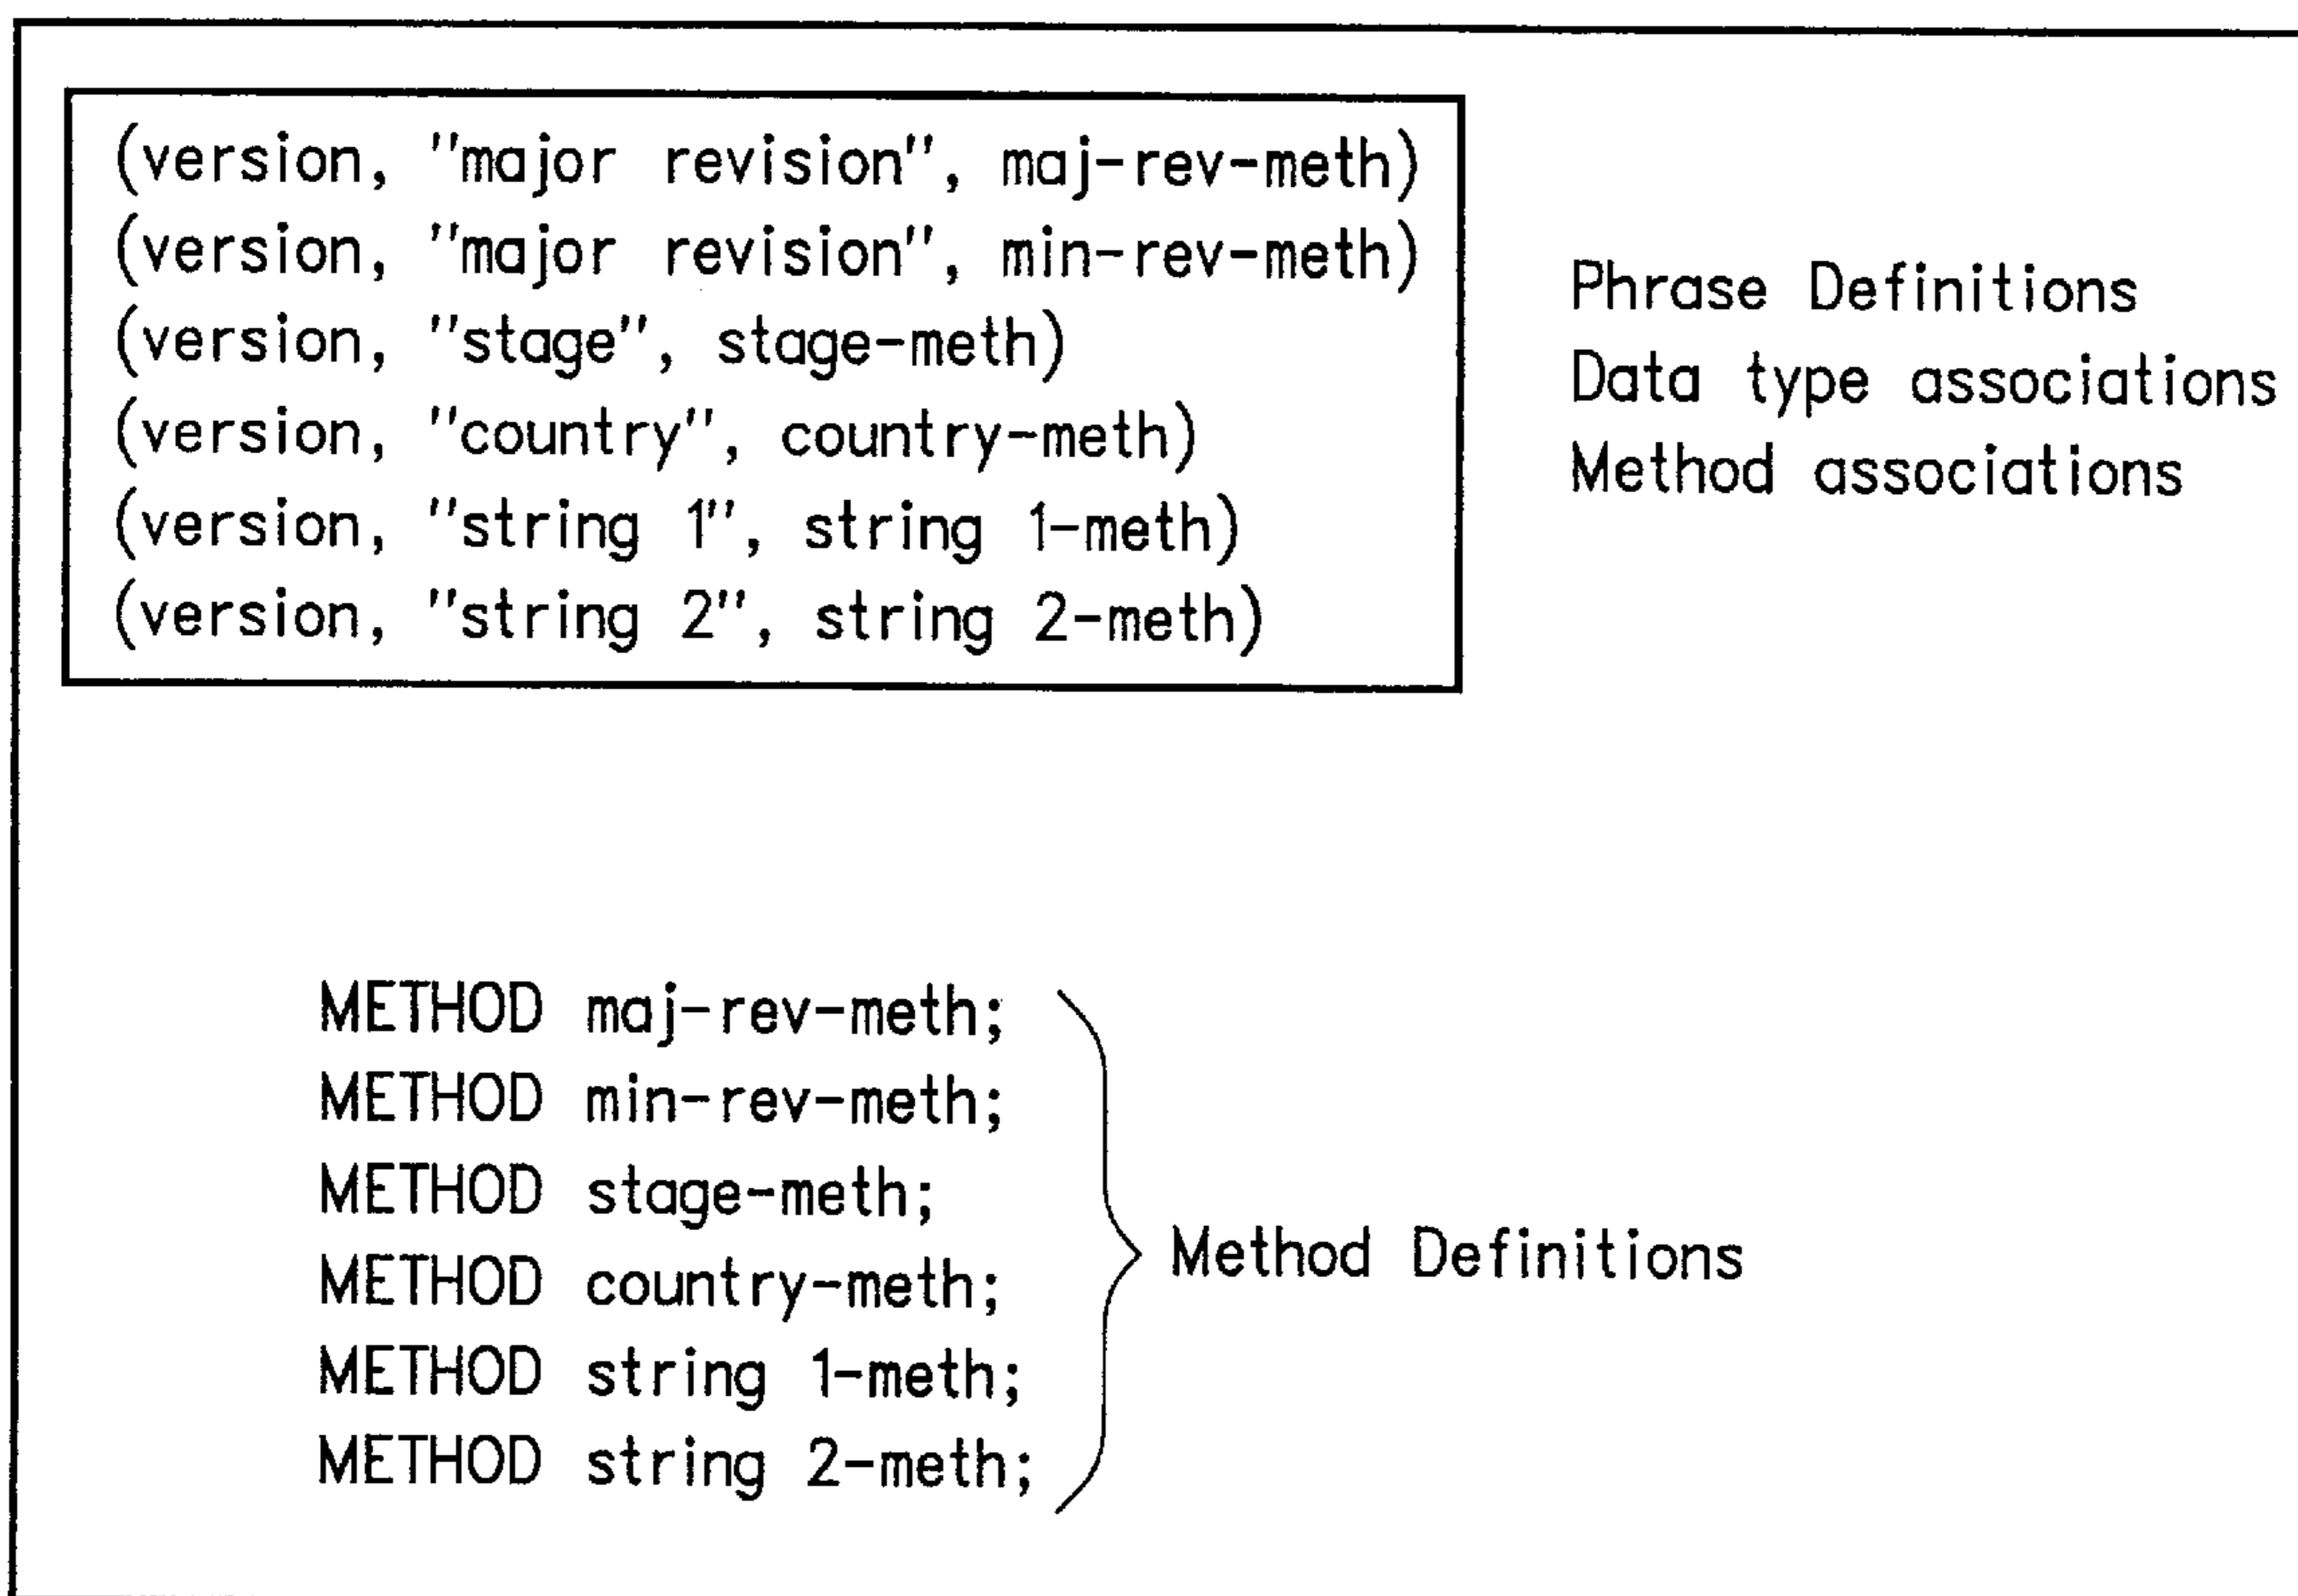 (version, "major revision", maj-rev-meth)
(version, "major revision", min-rev-meth)
(version, "stage", stage-meth)
(version, "country", country-meth)
(version, "string 1", string 1-meth)
(version, "string 2", string 2-meth)
Phrase Definitions
Data type associations
Method associations
METHOD maj-rev-meth;
METHOD min-rev-meth;
METHOD stage-meth;
METHOD country-meth;
METHOD string 1-meth;
METHOD string 2-meth;
Method Definitions